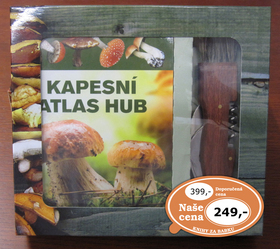 KAPESNÍ
ATLAS HUB
399,-
Doporučená
cena
Naše
cena
249,-
KNIHY ZA BABKU